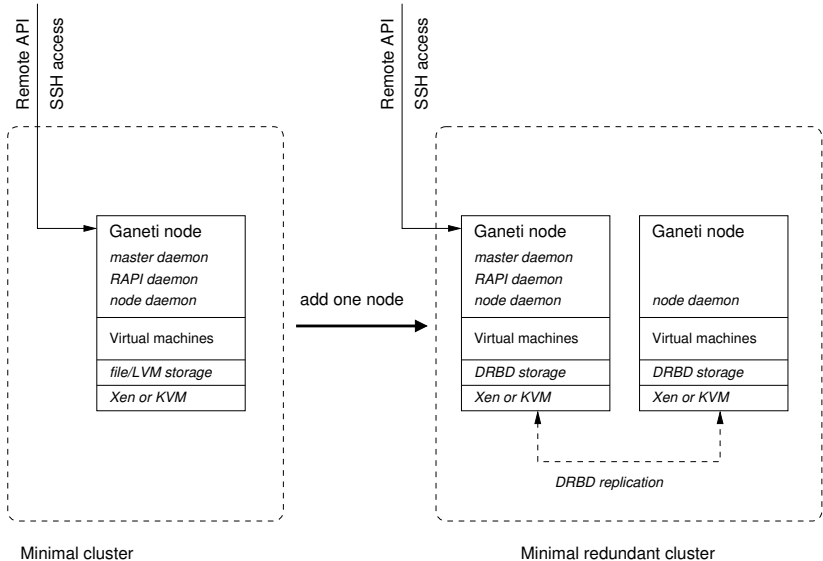 Remote API
SSH access
Ganeti node
master daemon
RAPI daemon
node daemon
Virtual machines
file/LVM storage
Xen or KVM
Minimal cluster
add one node
Remote API
SSH access
Ganeti node
master daemon
RAPI daemon
node daemon
Virtual machines
DRBD storage
Xen or KVM
Ganeti node
node daemon
Virtual machines
DRBD storage
Xen or KVM
DRBD replication
Minimal redundant cluster